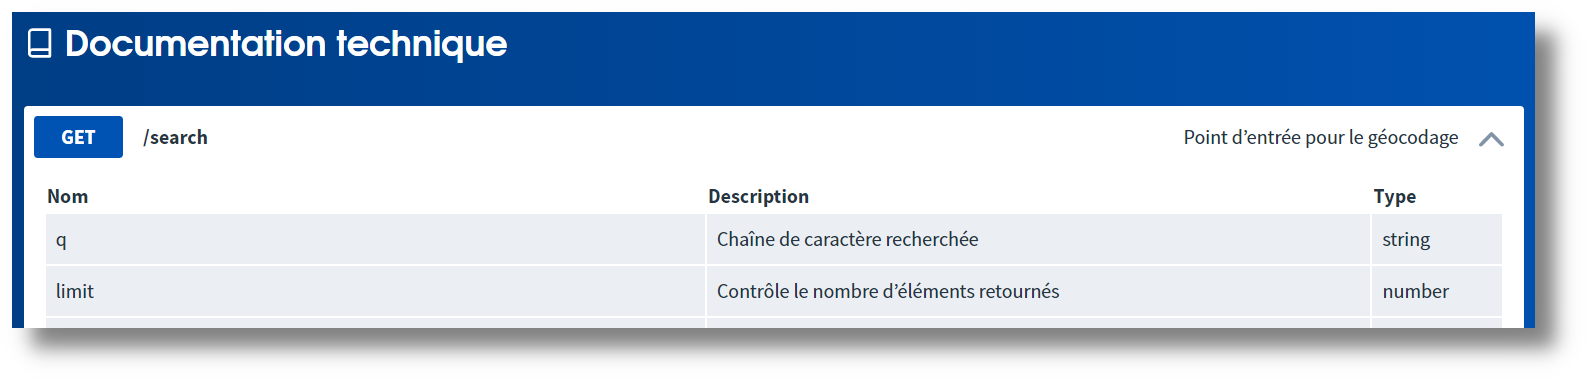 Documentation technique
GET /search Point d’entrée pour le géocodage
Nom Description Type
q Chaîne de caractère recherchée string
limit Contrôle le nombre d’éléments retournés number